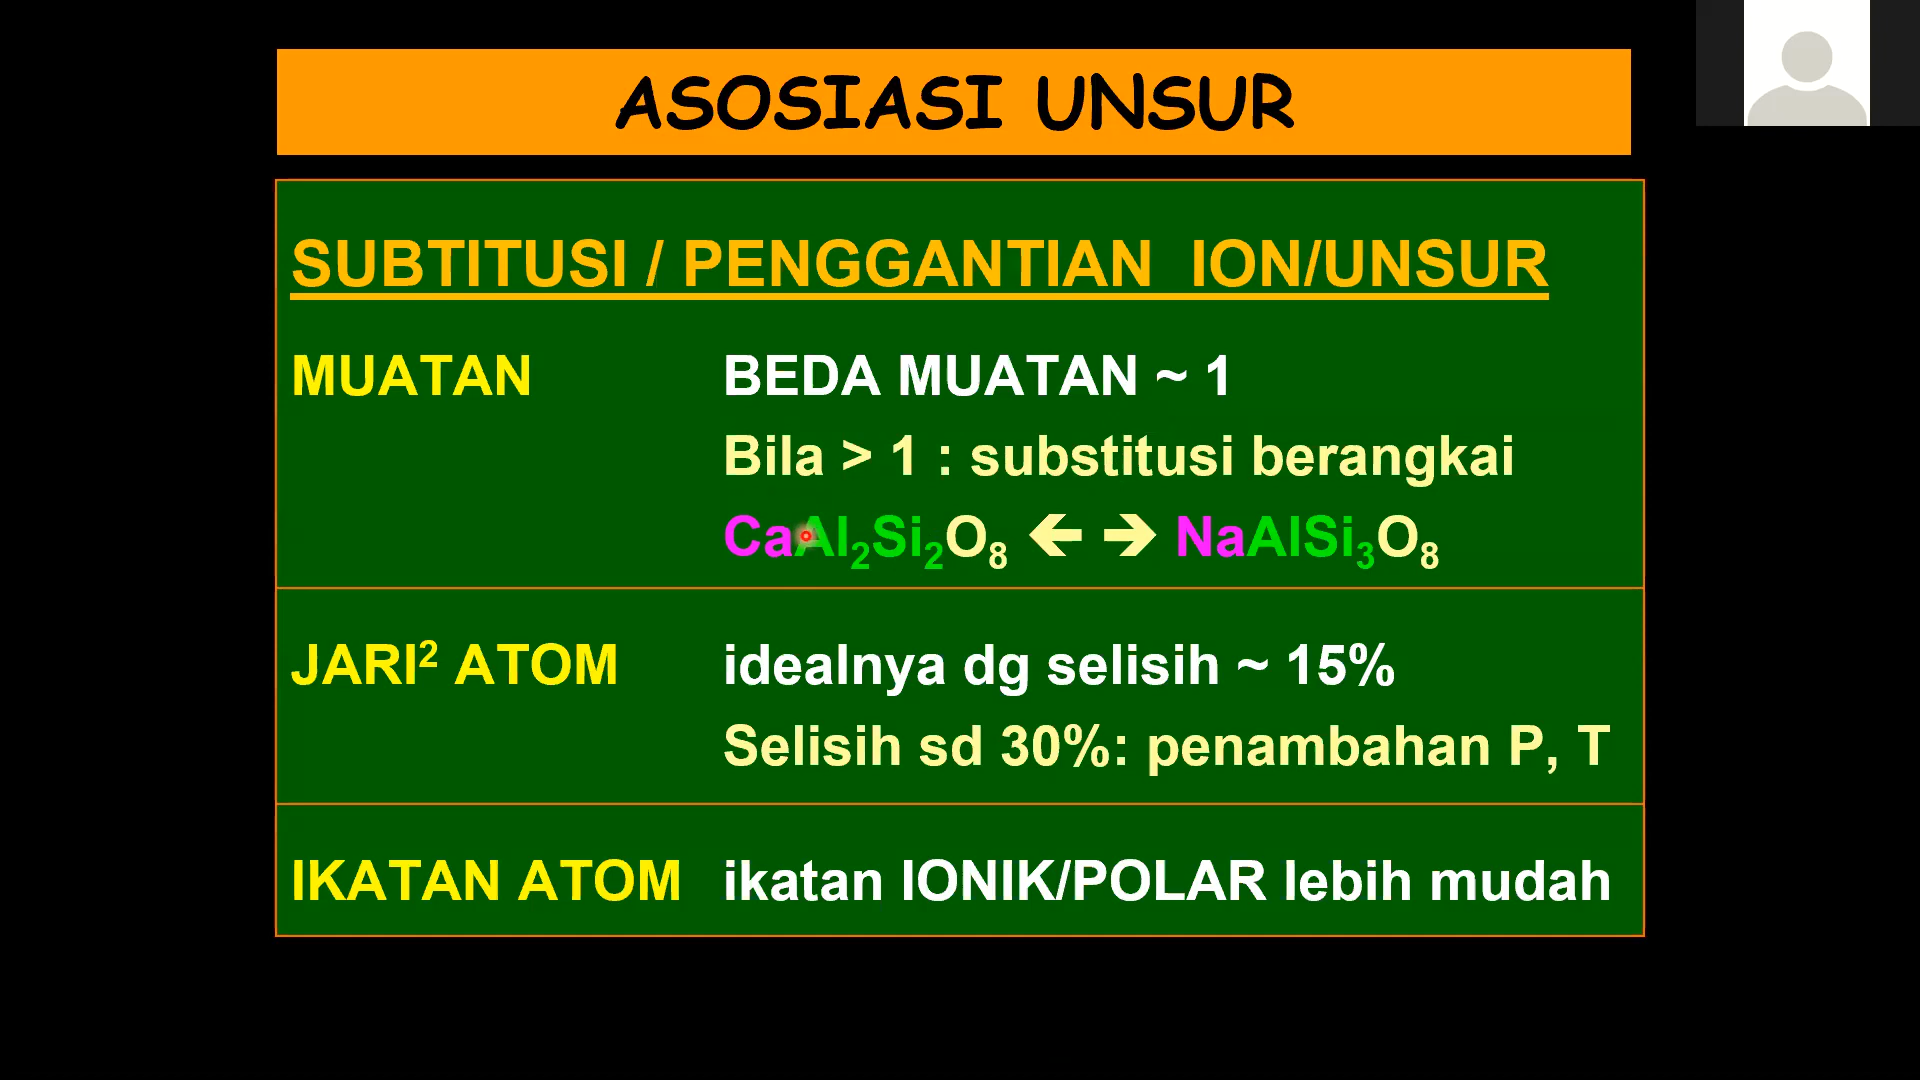 ASOSIASI UNSUR
SUBTITUSI / PENGGANTIAN ION/UNSUR
MUATAN BEDA MUATAN ~ 1
Bila > 1 : substitusi berangkai
CaAl₂Si₂O₈ 🡸 🡺 NaAlSi₃O₈
JARI² ATOM idealnya dg selisih ~ 15%
Selisih sd 30%: penambahan P, T
IKATAN ATOM ikatan IONIK/POLAR lebih mudah